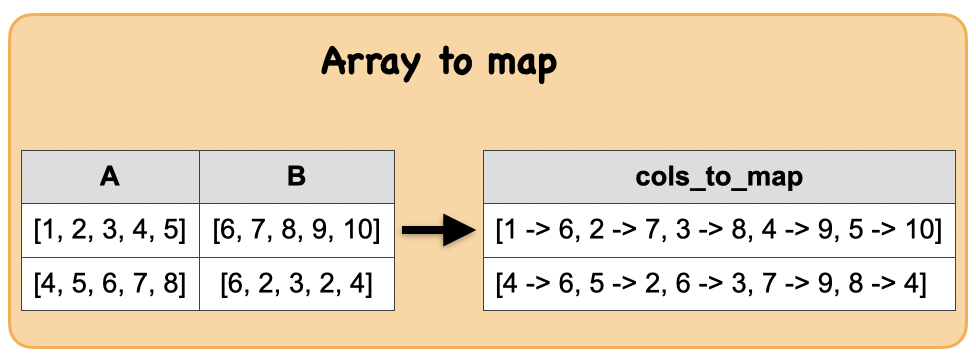 Array to map
A B cols_to_map
[1, 2, 3, 4, 5] [6, 7, 8, 9, 10] [1 -> 6, 2 -> 7, 3 -> 8, 4 -> 9, 5 -> 10]
[4, 5, 6, 7, 8] [6, 2, 3, 2, 4] [4 -> 6, 5 -> 2, 6 -> 3, 7 -> 9, 8 -> 4]